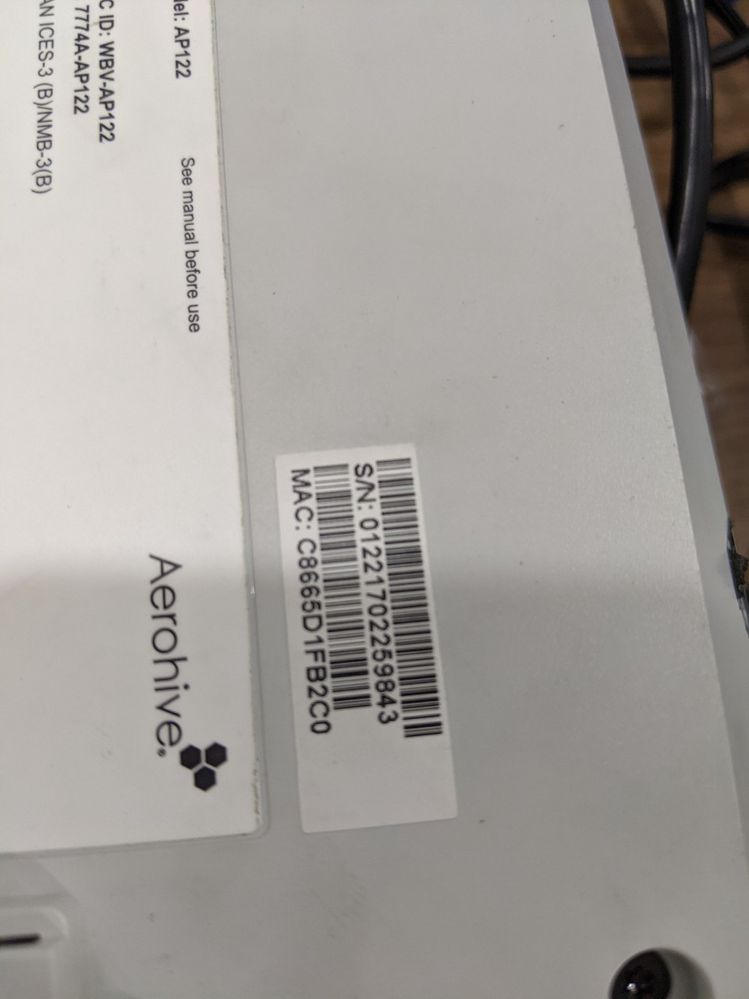 del: AP122
C ID: WBV-AP122
7774A-AP122
AN ICES-3 (B)/NMB-3(B)
See manual before use
Aerohive®
S/N: 01221702259843
MAC: C8665D1FB2C0